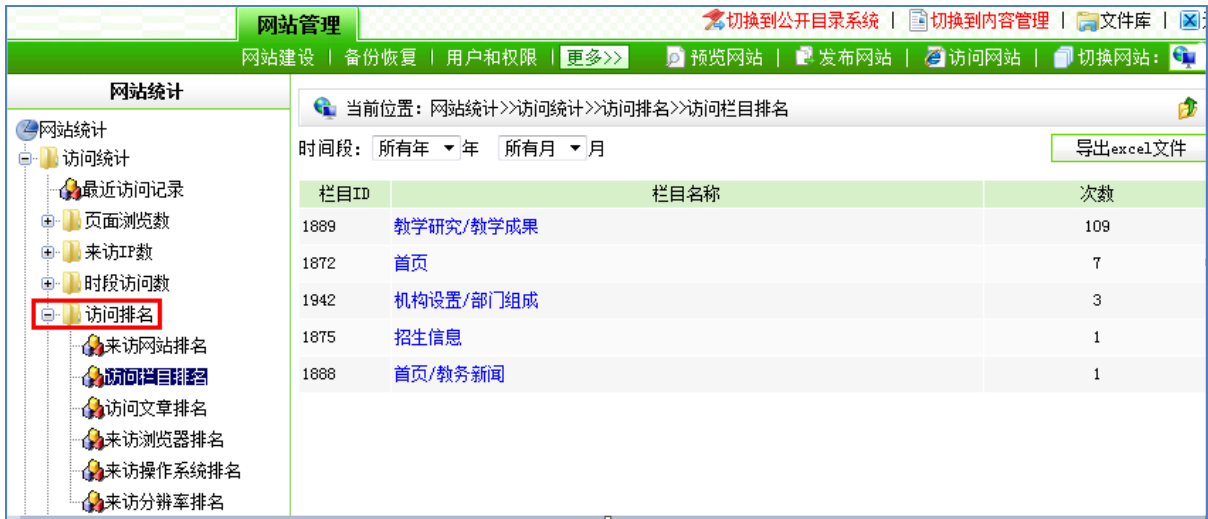 网站管理
切换到公开目录系统 | 切换到内容管理 | 文件库 |
网站建设 | 备份恢复 | 用户和权限 | 更多>> 预览网站 | 发布网站 | 访问网站 | 切换网站：
网站统计
当前位置：网站统计>>访问统计>>访问排名>>访问栏目排名
网站统计
访问统计
最近访问记录
页面浏览数
来访IP数
时段访问数
访问排名
来访网站排名
访问栏目排名
访问文章排名
来访浏览器排名
来访操作系统排名
来访分辨率排名
时间段： 所有年 年 所有月 月 导出excel文件
栏目ID 栏目名称 次数
1889 教学研究/教学成果 109
1872 首页 7
1942 机构设置/部门组成 3
1875 招生信息 1
1888 首页/教务新闻 1